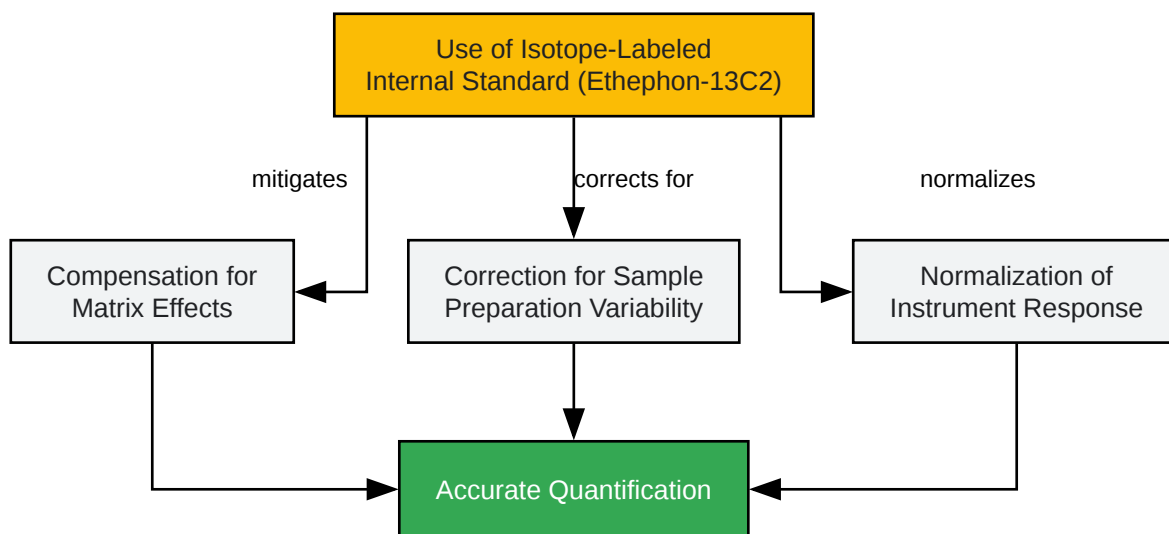 Use of Isotope-Labeled
Internal Standard (Ethephon-13C2)
mitigates
corrects for
normalizes
Compensation for
Matrix Effects
Correction for Sample
Preparation Variability
Normalization of
Instrument Response
Accurate Quantification